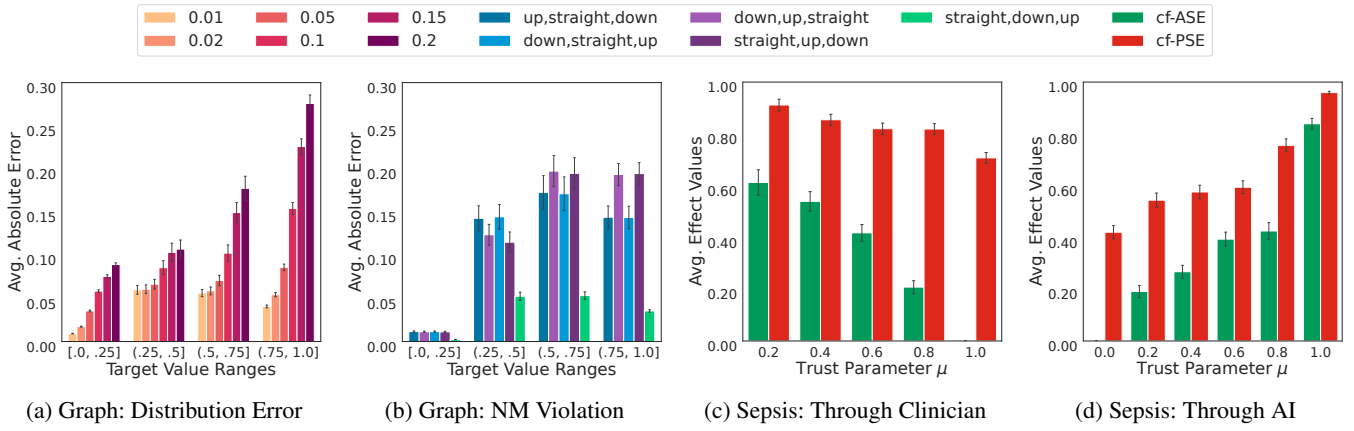 0.01 0.05 0.15 up,straight,down down,up,straight straight,down,up cf-ASE
0.02 0.1 0.2 down,straight,up straight,up,down cf-PSE
Avg. Absolute Error
0.30
0.25
0.20
0.15
0.10
0.05
0.00
[.0, .25] (.25, .5] (.5, .75] (.75, 1.0]
Target Value Ranges
(a) Graph: Distribution Error
Avg. Absolute Error
0.30
0.25
0.20
0.15
0.10
0.05
0.00
[.0, .25] (.25, .5] (.5, .75] (.75, 1.0]
Target Value Ranges
(b) Graph: NM Violation
Avg. Effect Values
1.00
0.80
0.60
0.40
0.20
0.00
0.2 0.4 0.6 0.8 1.0
Trust Parameter μ
(c) Sepsis: Through Clinician
Avg. Effect Values
1.00
0.80
0.60
0.40
0.20
0.00
0.0 0.2 0.4 0.6 0.8 1.0
Trust Parameter μ
(d) Sepsis: Through AI